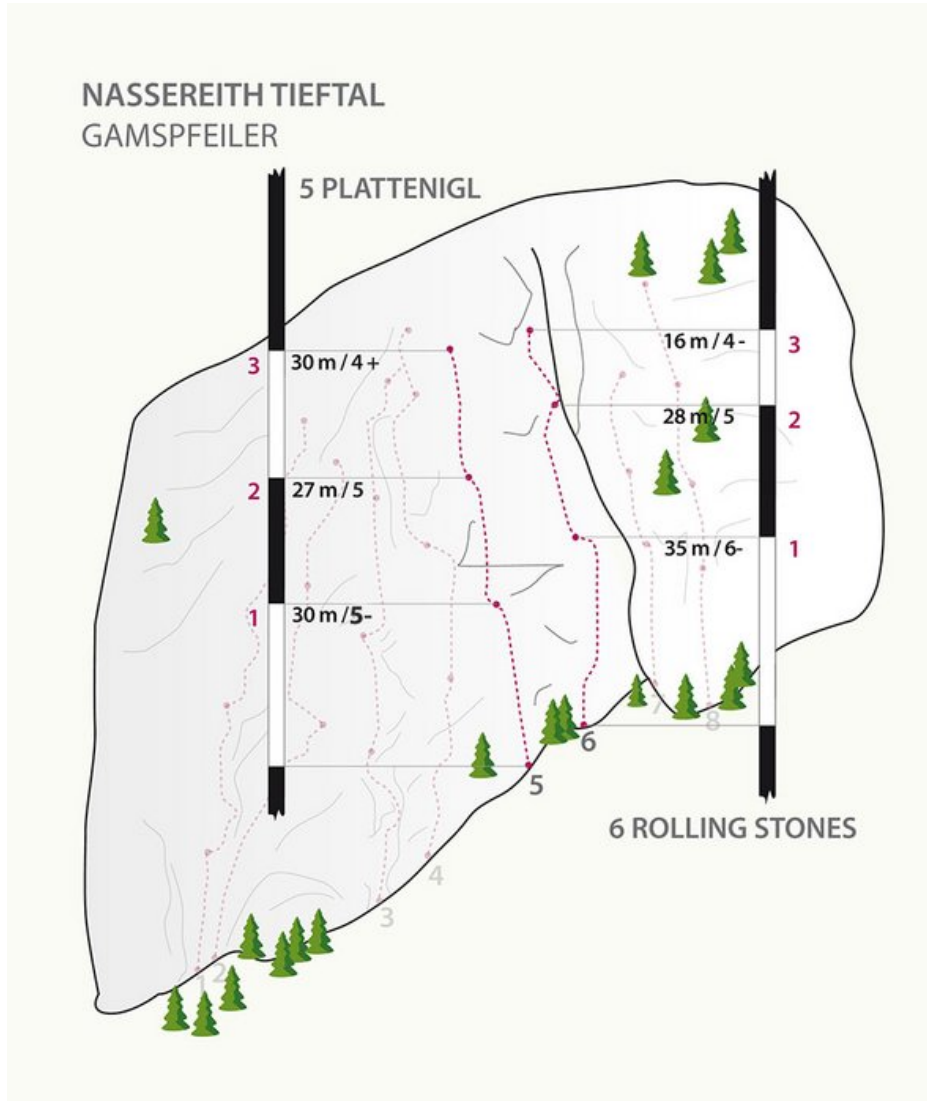 NASSEREITH TIEFTAL
GAMSPFEILER
5 PLATTENIGL
3
30 m / 4 +
2
27 m / 5
1
30 m / 5-
16 m / 4 -
3
28 m / 5
2
35 m / 6-
1
7
8
6
5
6 ROLLING STONES
4
3
2
1